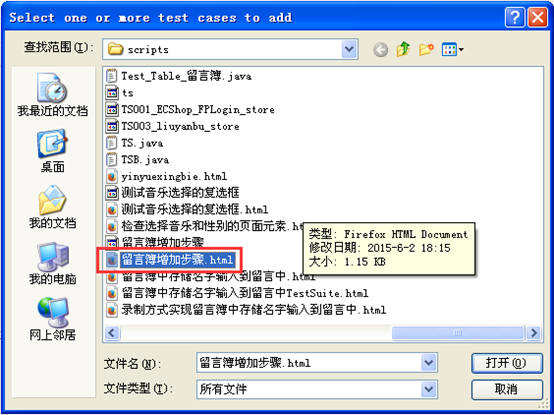 Select one or more test cases to add
查找范围(I):
scripts
我最近的文档
桌面
我的文档
我的电脑
网上邻居
Test_Table_留言簿.java
ts
TS001_ECShop_FPLogin_store
TS003_liuyanbu_store
TS.java
TSB.java
yinyuexingbie.html
测试音乐选择的复选框
测试音乐选择的复选框.html
检查选择音乐和性别的页面元素.ht
留言簿增加步骤
留言簿增加步骤.html
留言簿中存储名字输入到留言中.html
留言簿中存储名字输入到留言中TestSuite.html
录制方式实现留言簿中存储名字输入到留言中.html
类型: Firefox HTML Document
修改日期: 2015-6-2 18:15
大小: 1.15 KB
文件名(N):
留言簿增加步骤.html
打开(O)
文件类型(T):
所有文件
取消